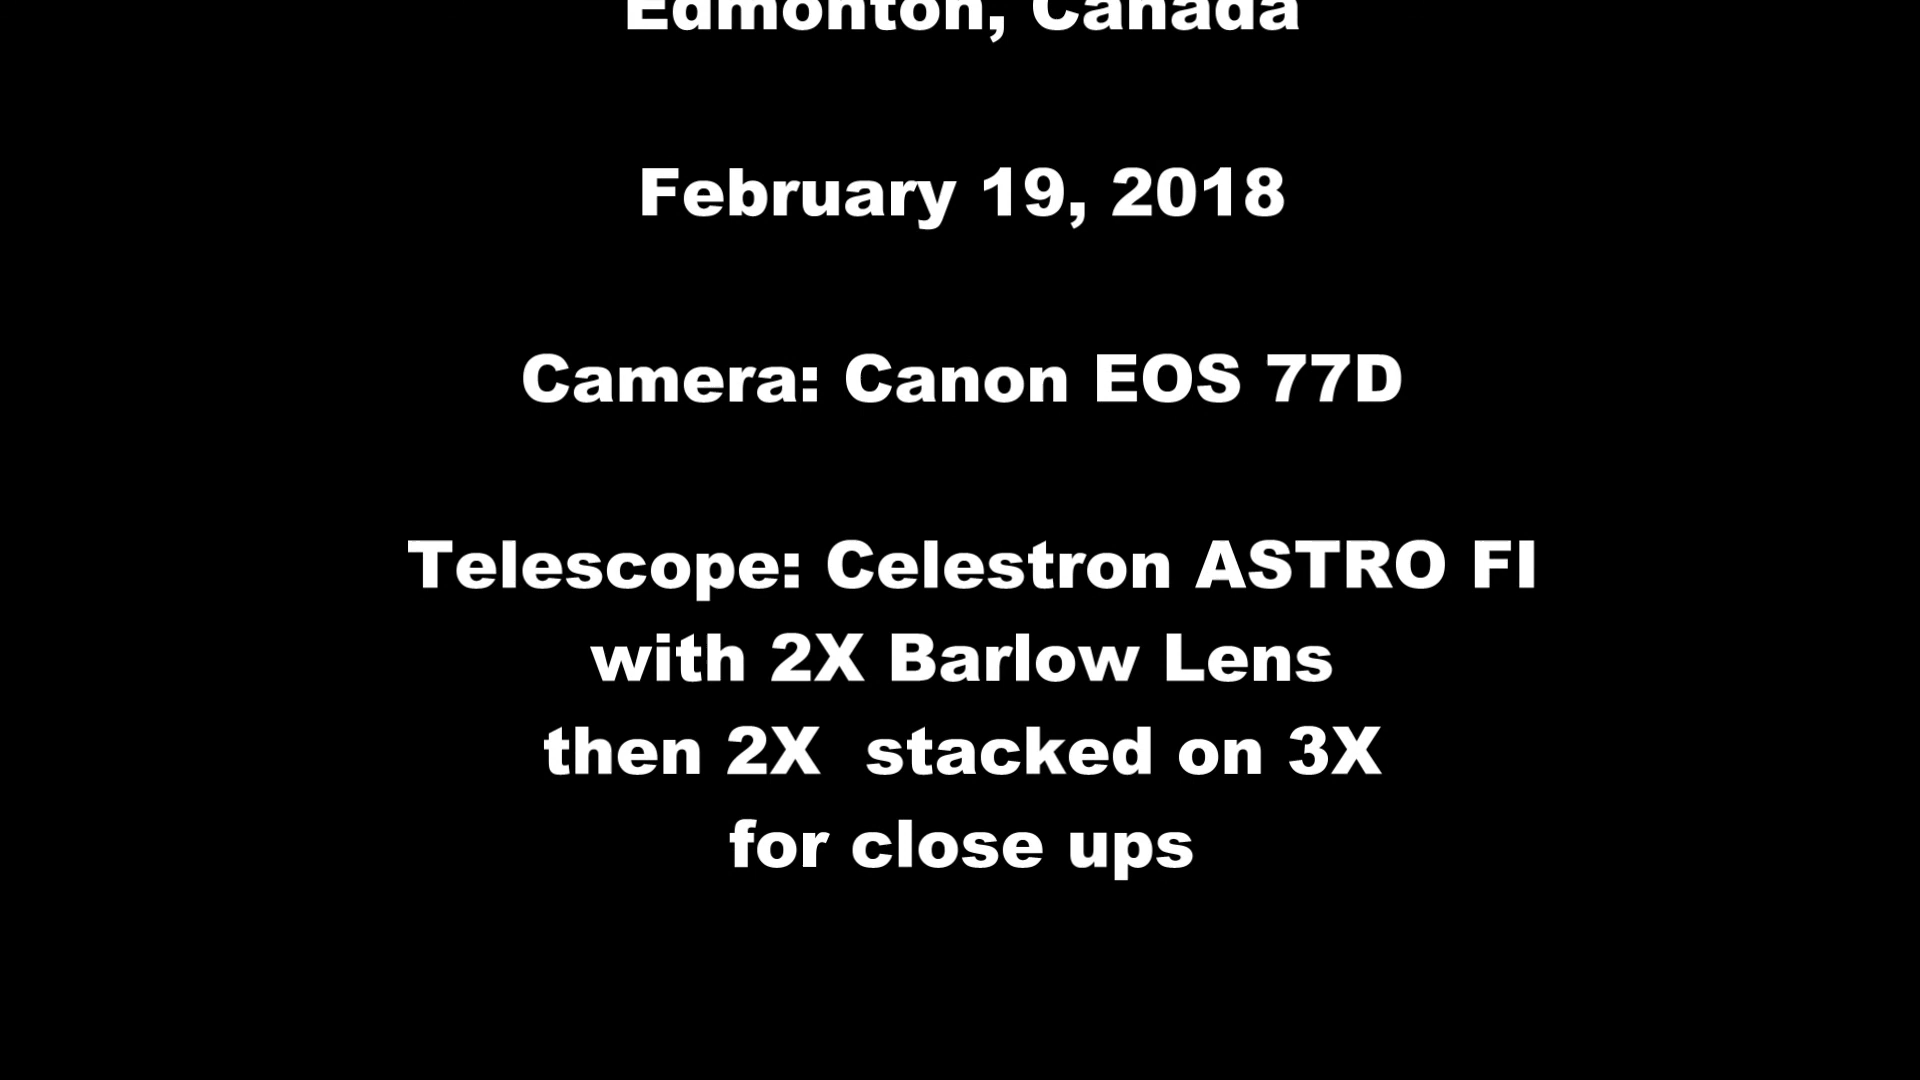 Edmonton, Canada
February 19, 2018
Camera: Canon EOS 77D
Telescope: Celestron ASTRO FI
with 2X Barlow Lens
then 2X  stacked on 3X
for close ups